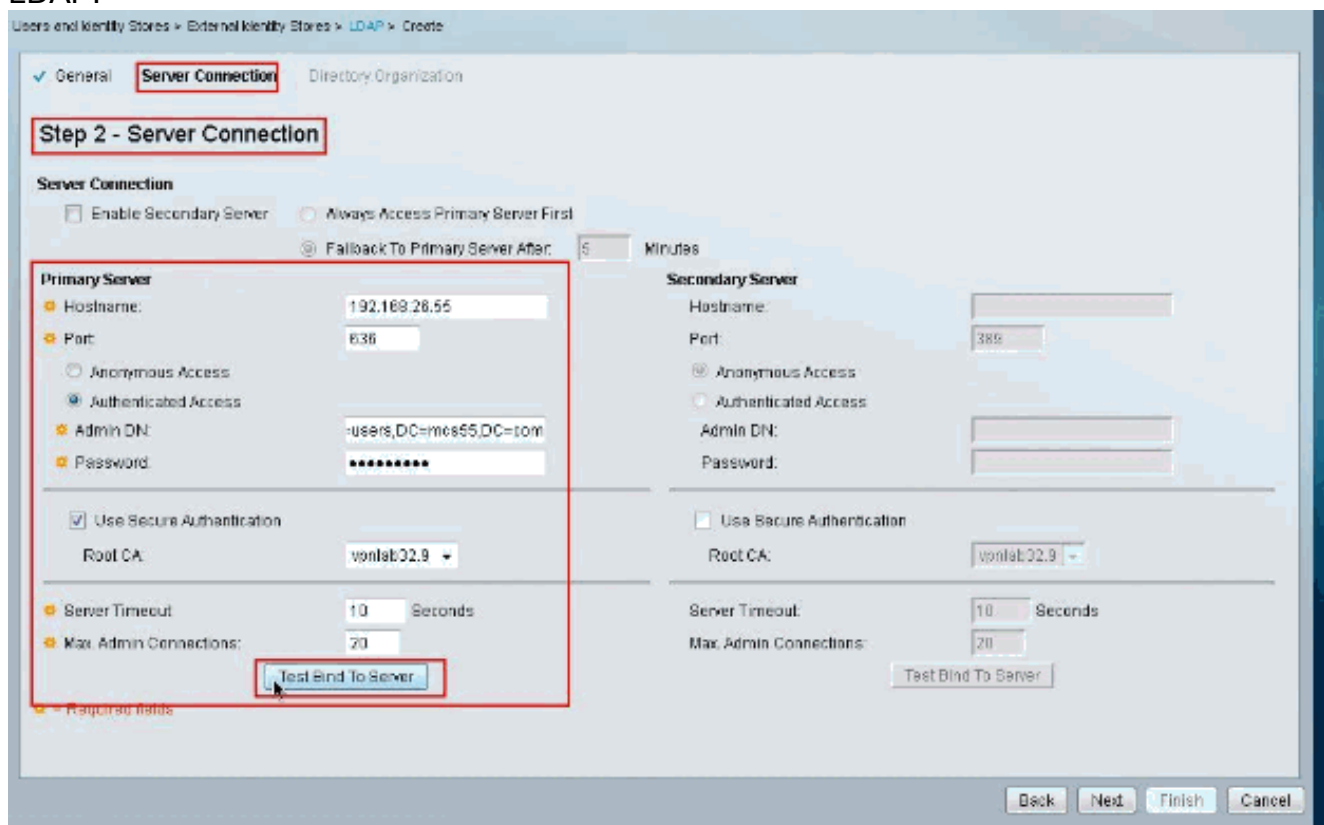 Users and Identity Stores > External Identity Stores > LDAP > Create
General Server Connection Directory Organization
Step 2 - Server Connection
Server Connection
Enable Secondary Server Always Access Primary Server First
Fallback To Primary Server After: 5 Minutes
Primary Server Secondary Server
Hostname: 192.168.26.55 Hostname:
Port: 636 Port: 389
Anonymous Access Anonymous Access
Authenticated Access Authenticated Access
Admin DN: =users,DC=mcs55,DC=com Admin DN:
Password: ••••••••• Password:
Use Secure Authentication Use Secure Authentication
Root CA: Root CA:
Server Timeout 10 Seconds Server Timeout: 10 Seconds
Max. Admin Connections: 20 Max. Admin Connections: 20
Test Bind To Server Test Bind To Server
= Required fields
Back Next Finish Cancel